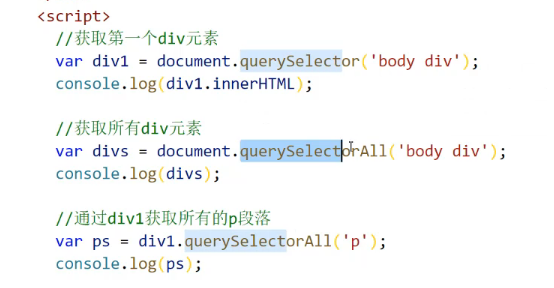 <script>
//获取第一个div元素
var div1 = document.querySelector('body div');
console.log(div1.innerHTML);
//获取所有div元素
var divs = document.querySelectorAll('body div');
console.log(divs);
//通过div1获取所有的p段落
var ps = div1.querySelectorAll('p');
console.log(ps);